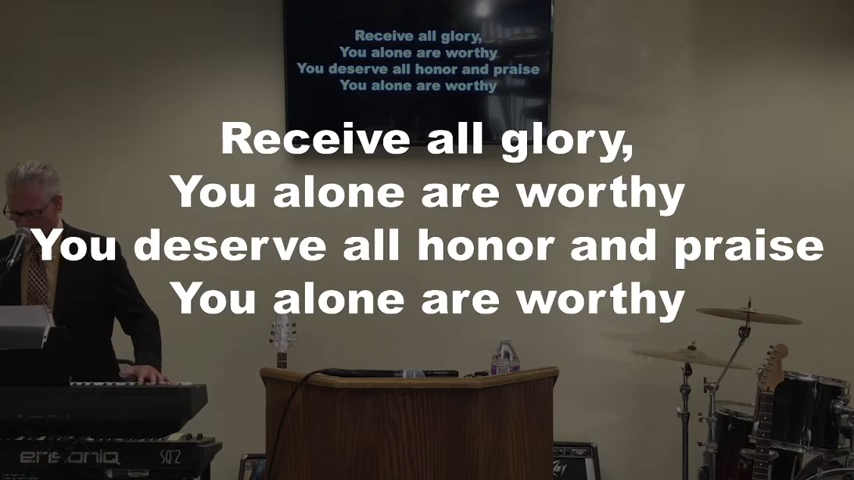 Receive all glory,
You alone are worthy
You deserve all honor and praise
You alone are worthy
Receive all glory,
You alone are worthy
You deserve all honor and praise
You alone are worthy
ensoniq SQ2